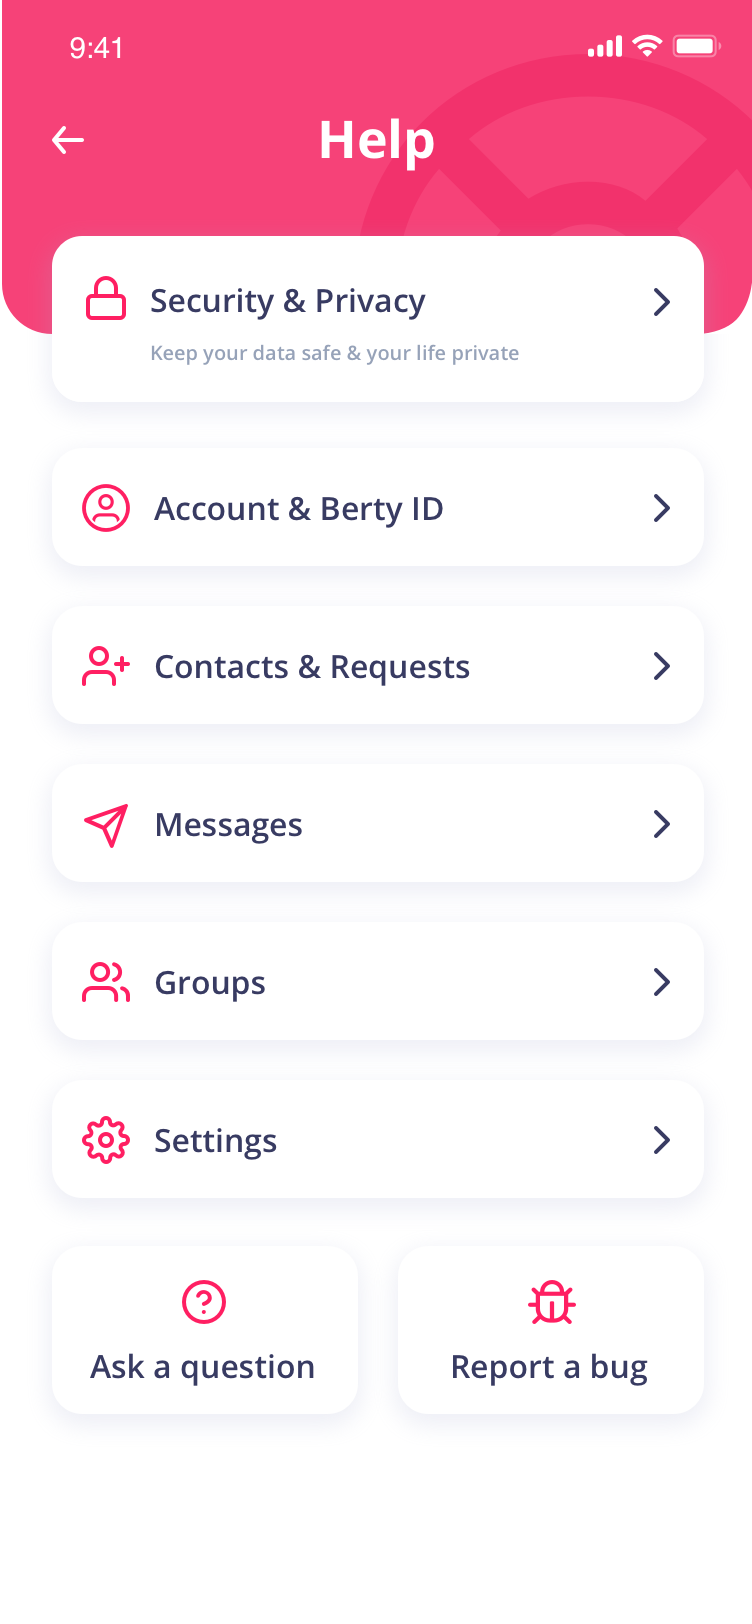 9:41
Help
Security & Privacy
Keep your data safe & your life private
Account & Berty ID
Contacts & Requests
Messages
Groups
Settings
Ask a question
Report a bug